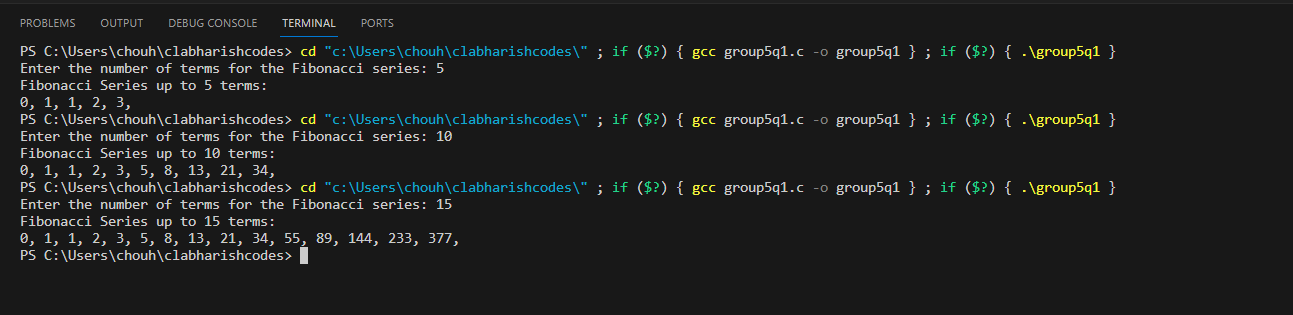 PROBLEMS OUTPUT DEBUG CONSOLE TERMINAL PORTS
PS C:\Users\chouh\clabharishcodes> cd "c:\Users\chouh\clabharishcodes\" ; if ($?) { gcc group5q1.c -o group5q1 } ; if ($?) { .\group5q1 }
Enter the number of terms for the Fibonacci series: 5
Fibonacci Series up to 5 terms:
0, 1, 1, 2, 3,
PS C:\Users\chouh\clabharishcodes> cd "c:\Users\chouh\clabharishcodes\" ; if ($?) { gcc group5q1.c -o group5q1 } ; if ($?) { .\group5q1 }
Enter the number of terms for the Fibonacci series: 10
Fibonacci Series up to 10 terms:
0, 1, 1, 2, 3, 5, 8, 13, 21, 34,
PS C:\Users\chouh\clabharishcodes> cd "c:\Users\chouh\clabharishcodes\" ; if ($?) { gcc group5q1.c -o group5q1 } ; if ($?) { .\group5q1 }
Enter the number of terms for the Fibonacci series: 15
Fibonacci Series up to 15 terms:
0, 1, 1, 2, 3, 5, 8, 13, 21, 34, 55, 89, 144, 233, 377,
PS C:\Users\chouh\clabharishcodes>